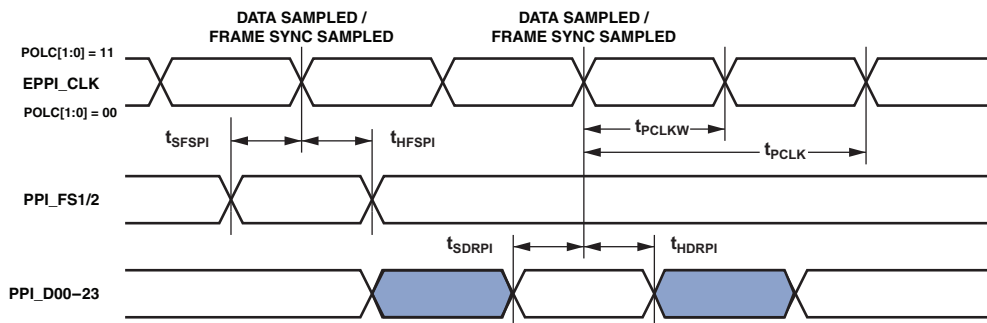 DATA SAMPLED /
FRAME SYNC SAMPLED
DATA SAMPLED /
FRAME SYNC SAMPLED
POLC[1:0] = 11
EPPI_CLK
POLC[1:0] = 00
tSFSPI
tHFSPI
tPCLKW
tPCLK
PPI_FS1/2
tSDRPI
tHDRPI
PPI_D00–23